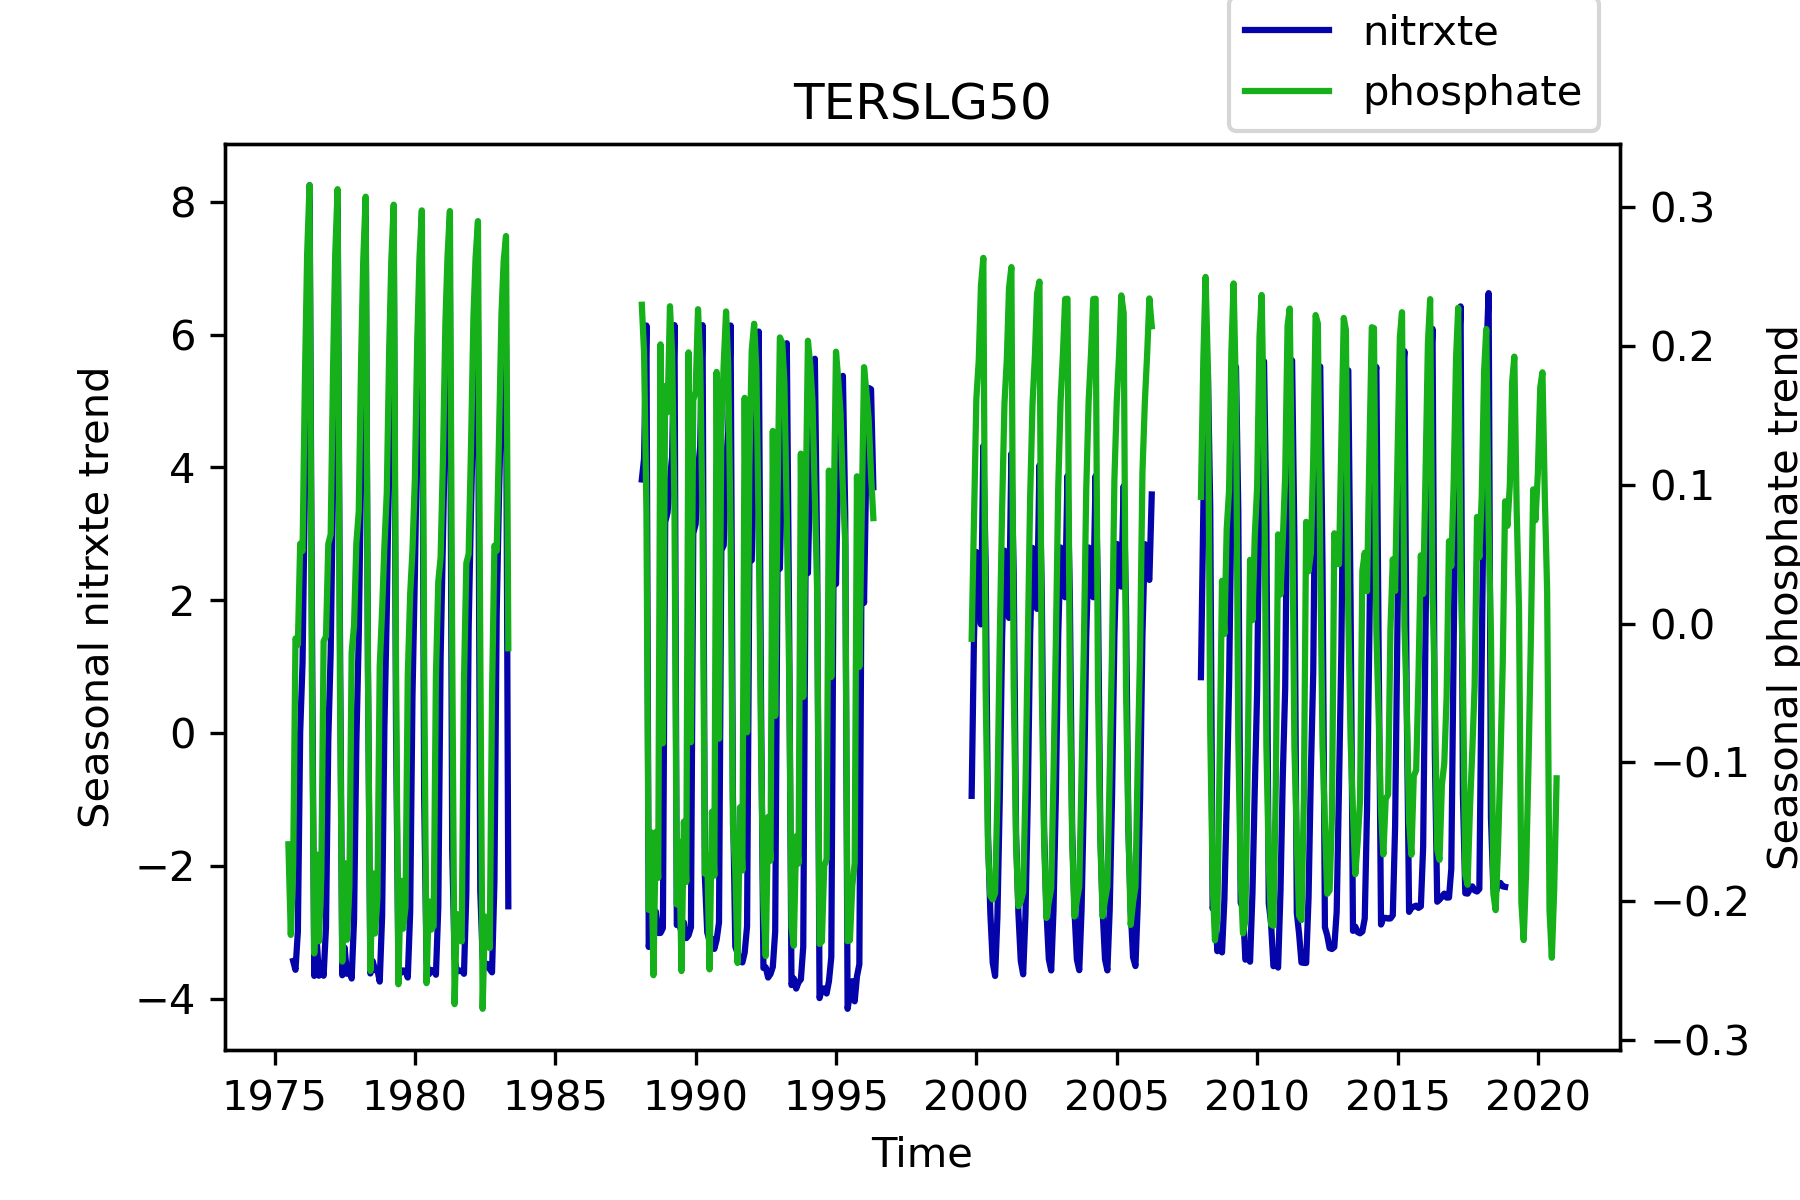 nitrxte
phosphate
TERSLG50
Seasonal nitrxte trend
8
6
4
2
0
−2
−4
0.3
0.2
0.1
0.0
−0.1
−0.2
−0.3
Seasonal phosphate trend
1975 1980 1985 1990 1995 2000 2005 2010 2015 2020
Time